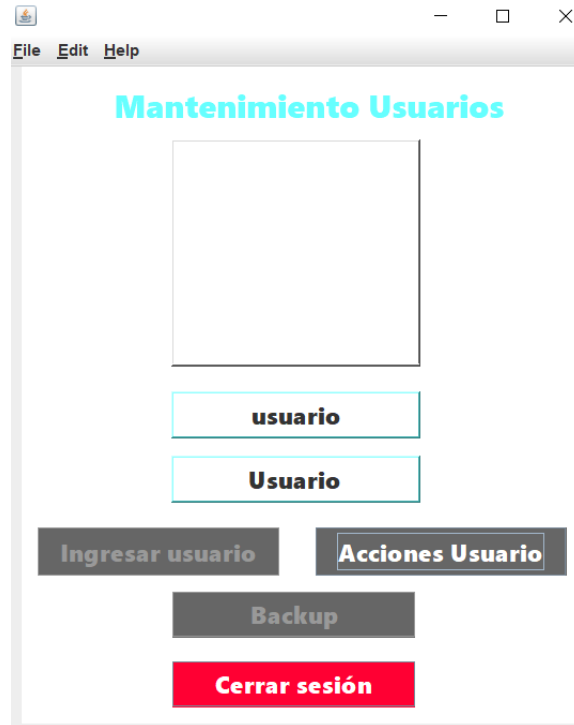 File Edit Help
Mantenimiento Usuarios
usuario
Usuario
Ingresar usuario Acciones Usuario
Backup
Cerrar sesión